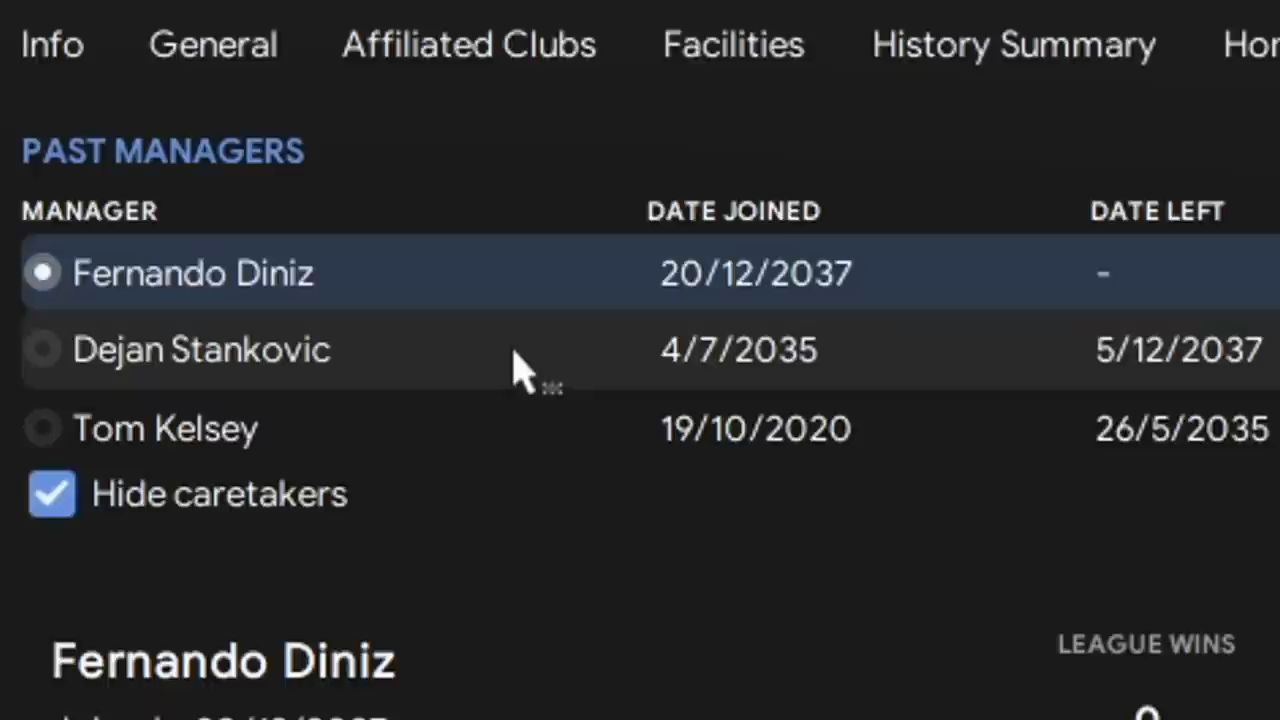 Info General Affiliated Clubs Facilities History Summary
PAST MANAGERS
MANAGER DATE JOINED DATE LEFT
Fernando Diniz 20/12/2037 -
Dejan Stankovic 4/7/2035 5/12/2037
Tom Kelsey 19/10/2020 26/5/2035
Hide caretakers
Fernando Diniz LEAGUE WINS